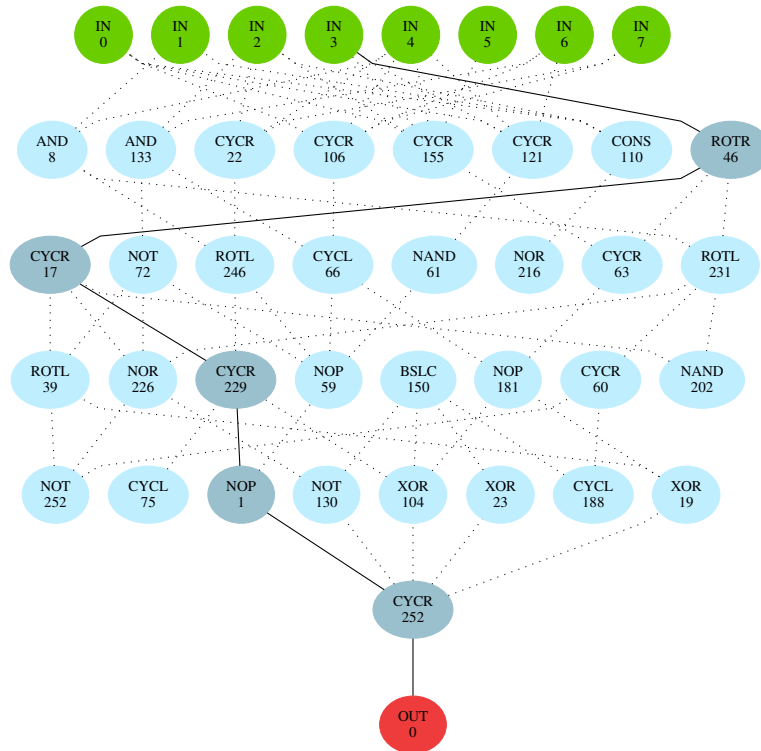 IN
0
IN
1
IN
2
IN
3
IN
4
IN
5
IN
6
IN
7
AND
8
AND
133
CYCR
22
CYCR
106
CYCR
155
CYCR
121
CONS
110
ROTR
46
CYCR
17
NOT
72
ROTL
246
CYCL
66
NAND
61
NOR
216
CYCR
63
ROTL
231
ROTL
39
NOR
226
CYCR
229
NOP
59
BSLC
150
NOP
181
CYCR
60
NAND
202
NOT
252
CYCL
75
NOP
1
NOT
130
XOR
104
XOR
23
CYCL
188
XOR
19
CYCR
252
OUT
0